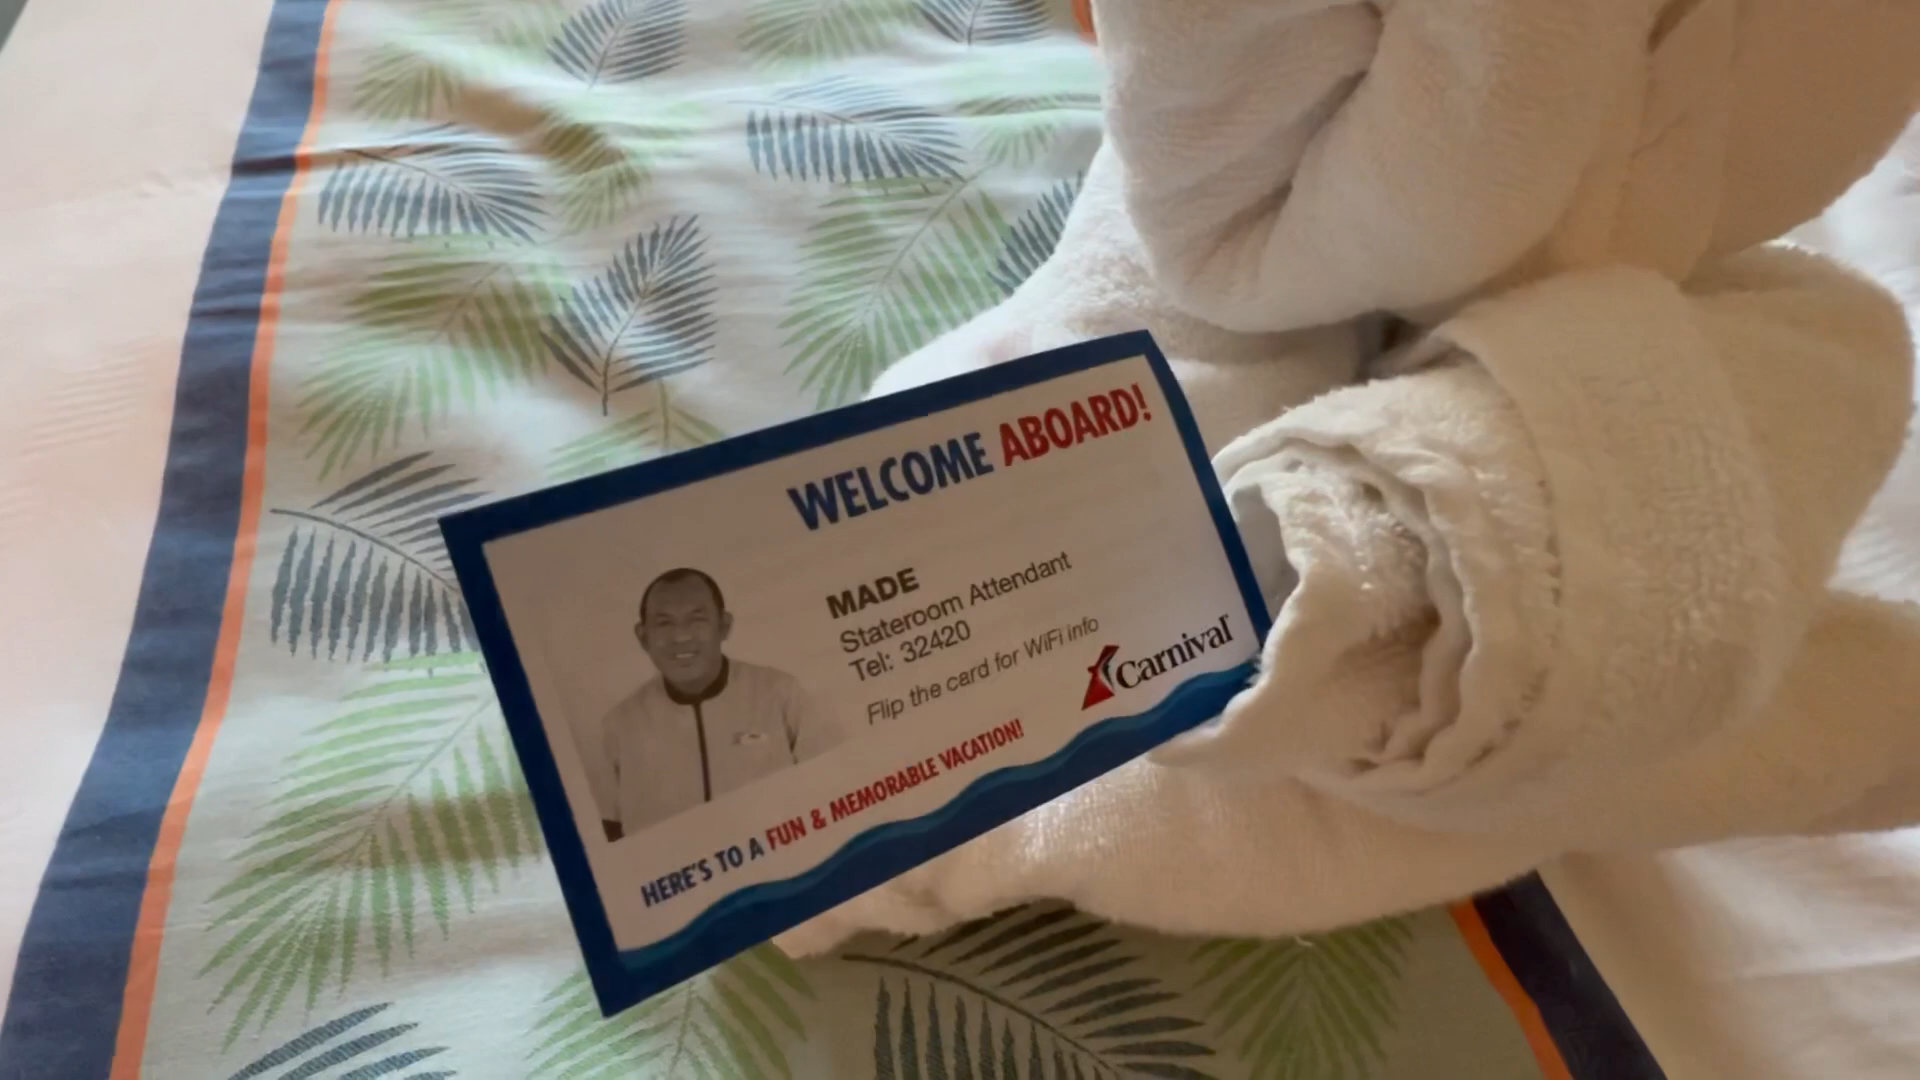 WELCOME ABOARD!
MADE
Stateroom Attendant
Tel: 32420
Flip the card for WiFi info
Carnival
HERE'S TO A FUN & MEMORABLE VACATION!